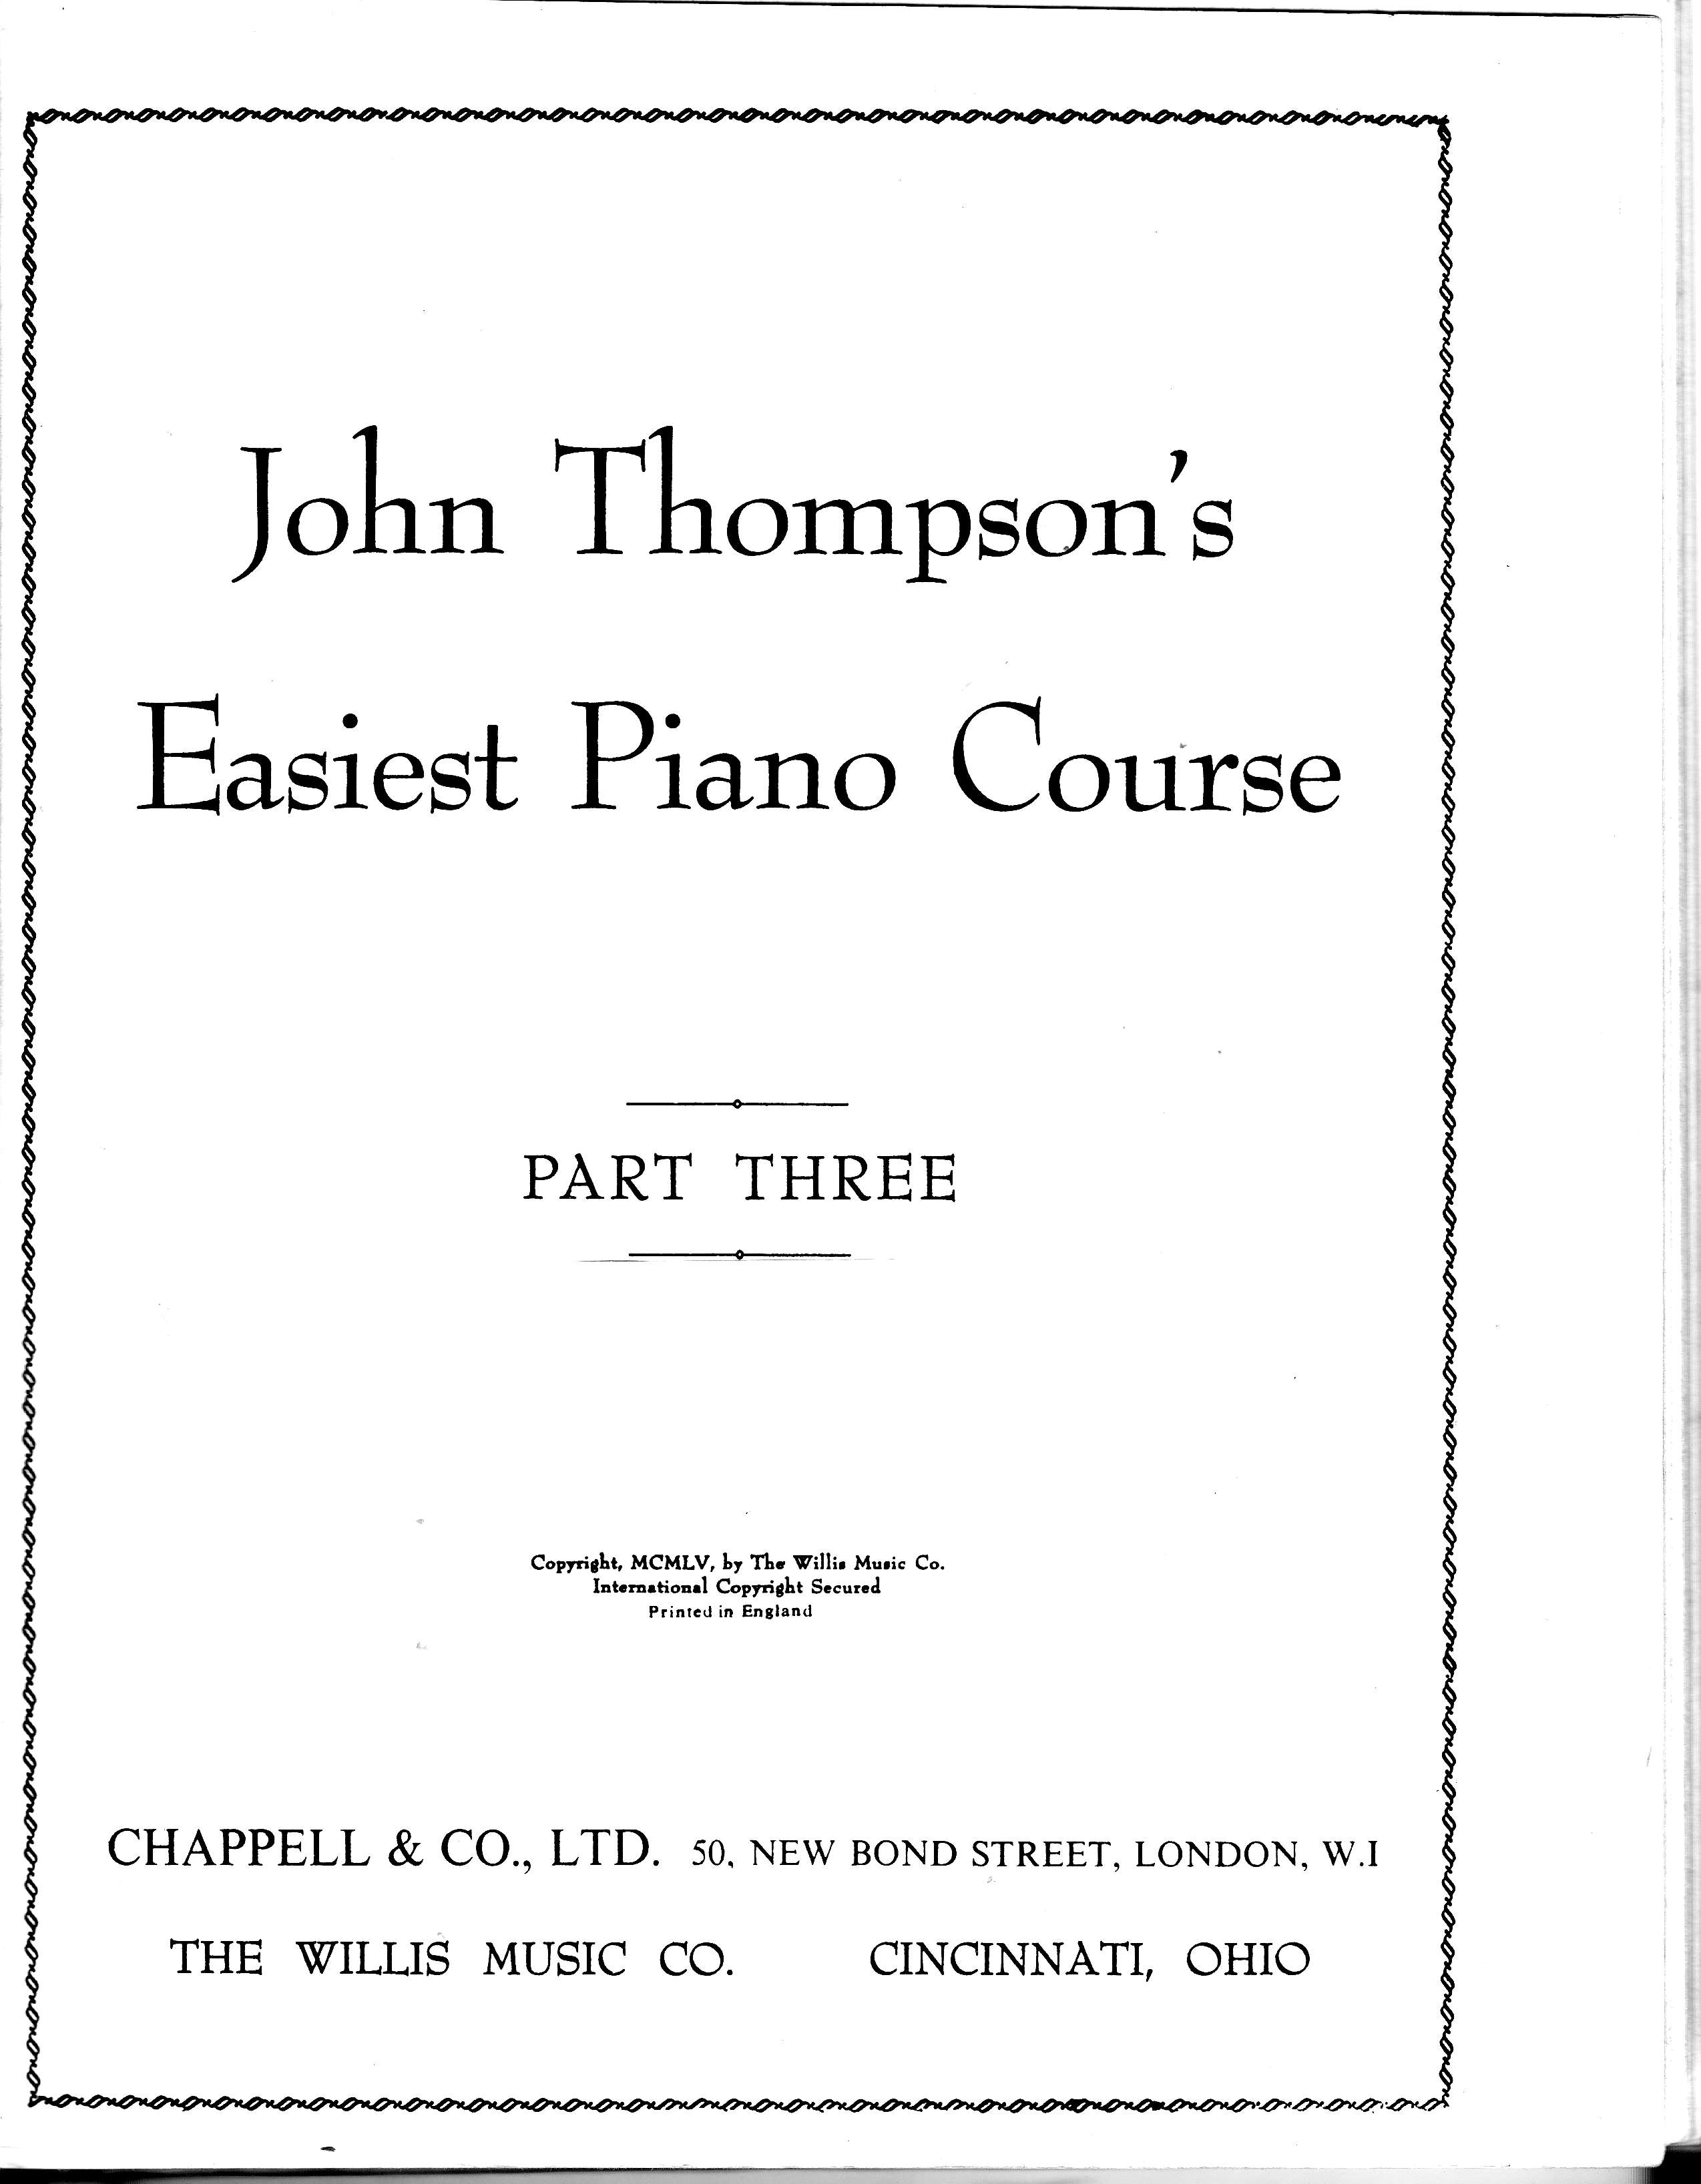 John Thompson's
Easiest Piano Course
PART THREE
Copyright, MCMLV, by The Willis Music Co.
International Copyright Secured
Printed in England
CHAPPELL & CO., LTD. 50, NEW BOND STREET, LONDON, W.1
THE WILLIS MUSIC CO. CINCINNATI, OHIO